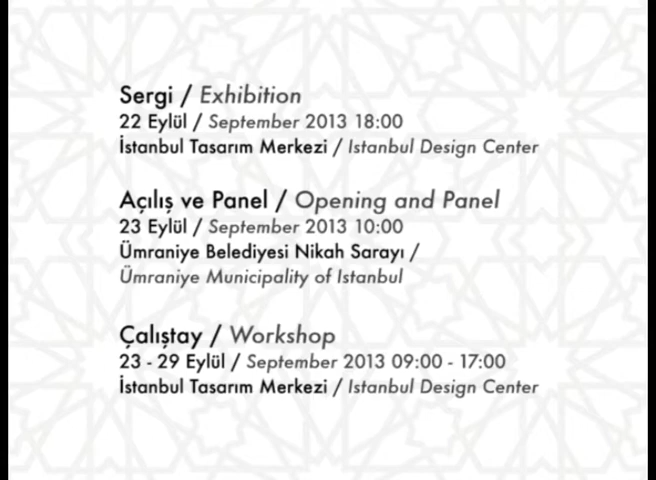 Sergi / Exhibition
22 Eylül / September 2013 18:00
İstanbul Tasarım Merkezi / Istanbul Design Center
Açılış ve Panel / Opening and Panel
23 Eylül / September 2013 10:00
Ümraniye Belediyesi Nikah Sarayı /
Ümraniye Municipality of Istanbul
Çalıştay / Workshop
23 - 29 Eylül / September 2013 09:00 - 17:00
İstanbul Tasarım Merkezi / Istanbul Design Center